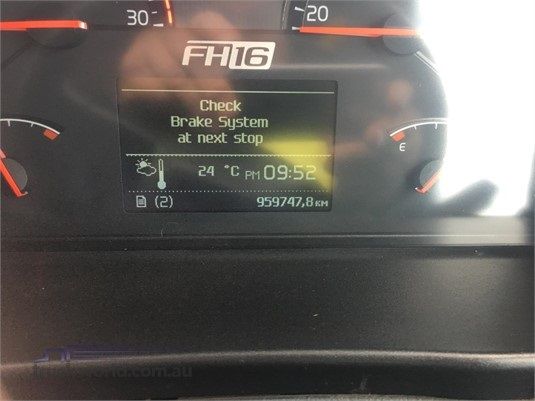 30
20
FH16
Check
Brake System
at next stop
24 °C PM 09:52
(2) 959747,8 KM
E